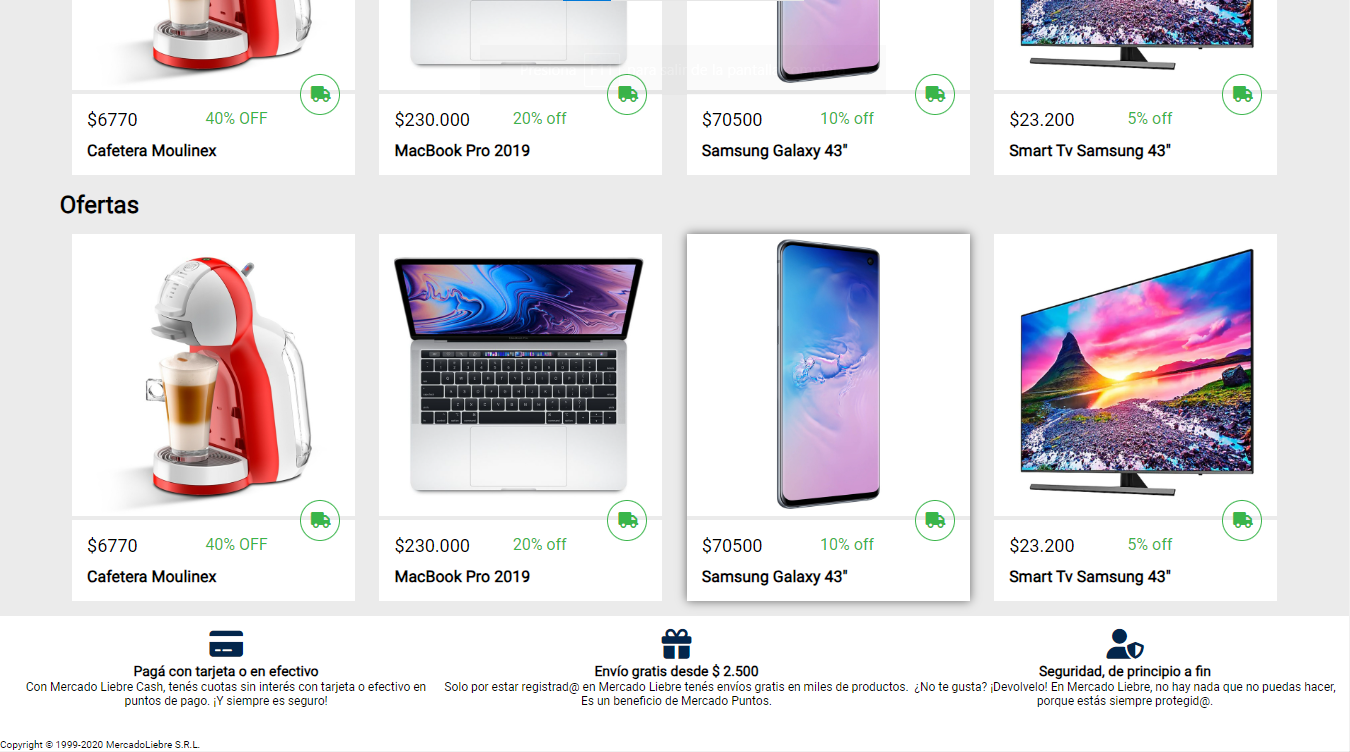 $6770 40% OFF $230.000 20% off $70500 10% off $23.200 5% off
Cafetera Moulinex MacBook Pro 2019 Samsung Galaxy 43" Smart Tv Samsung 43"
Ofertas
$6770 40% OFF $230.000 20% off $70500 10% off $23.200 5% off
Cafetera Moulinex MacBook Pro 2019 Samsung Galaxy 43" Smart Tv Samsung 43"
Pagá con tarjeta o en efectivo
Con Mercado Liebre Cash, tenés cuotas sin interés con tarjeta o efectivo en
puntos de pago. ¡Y siempre es seguro!
Envío gratis desde $ 2.500
Solo por estar registrad@ en Mercado Liebre tenés envíos gratis en miles de productos.
Es un beneficio de Mercado Puntos.
Seguridad, de principio a fin
¿No te gusta? ¡Devolvelo! En Mercado Liebre, no hay nada que no puedas hacer,
porque estás siempre protegid@.
Copyright © 1999-2020 MercadoLiebre S.R.L.